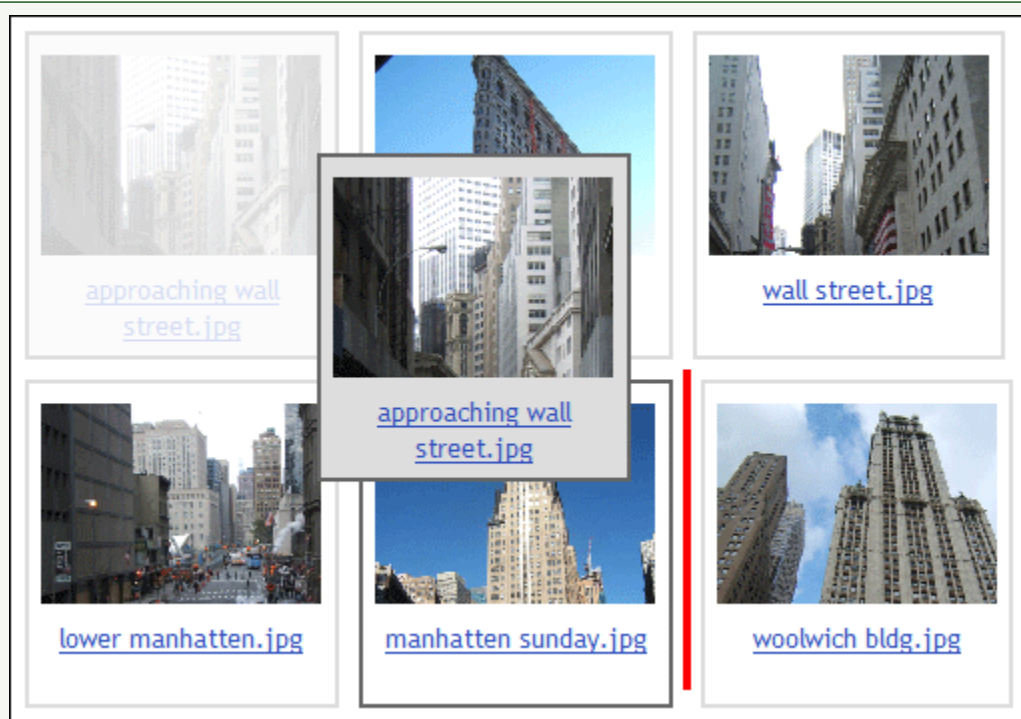 approaching wall
street.jpg
wall street.jpg
approaching wall
street.jpg
lower manhatten.jpg
manhatten sunday.jpg
woolwich bldg.jpg